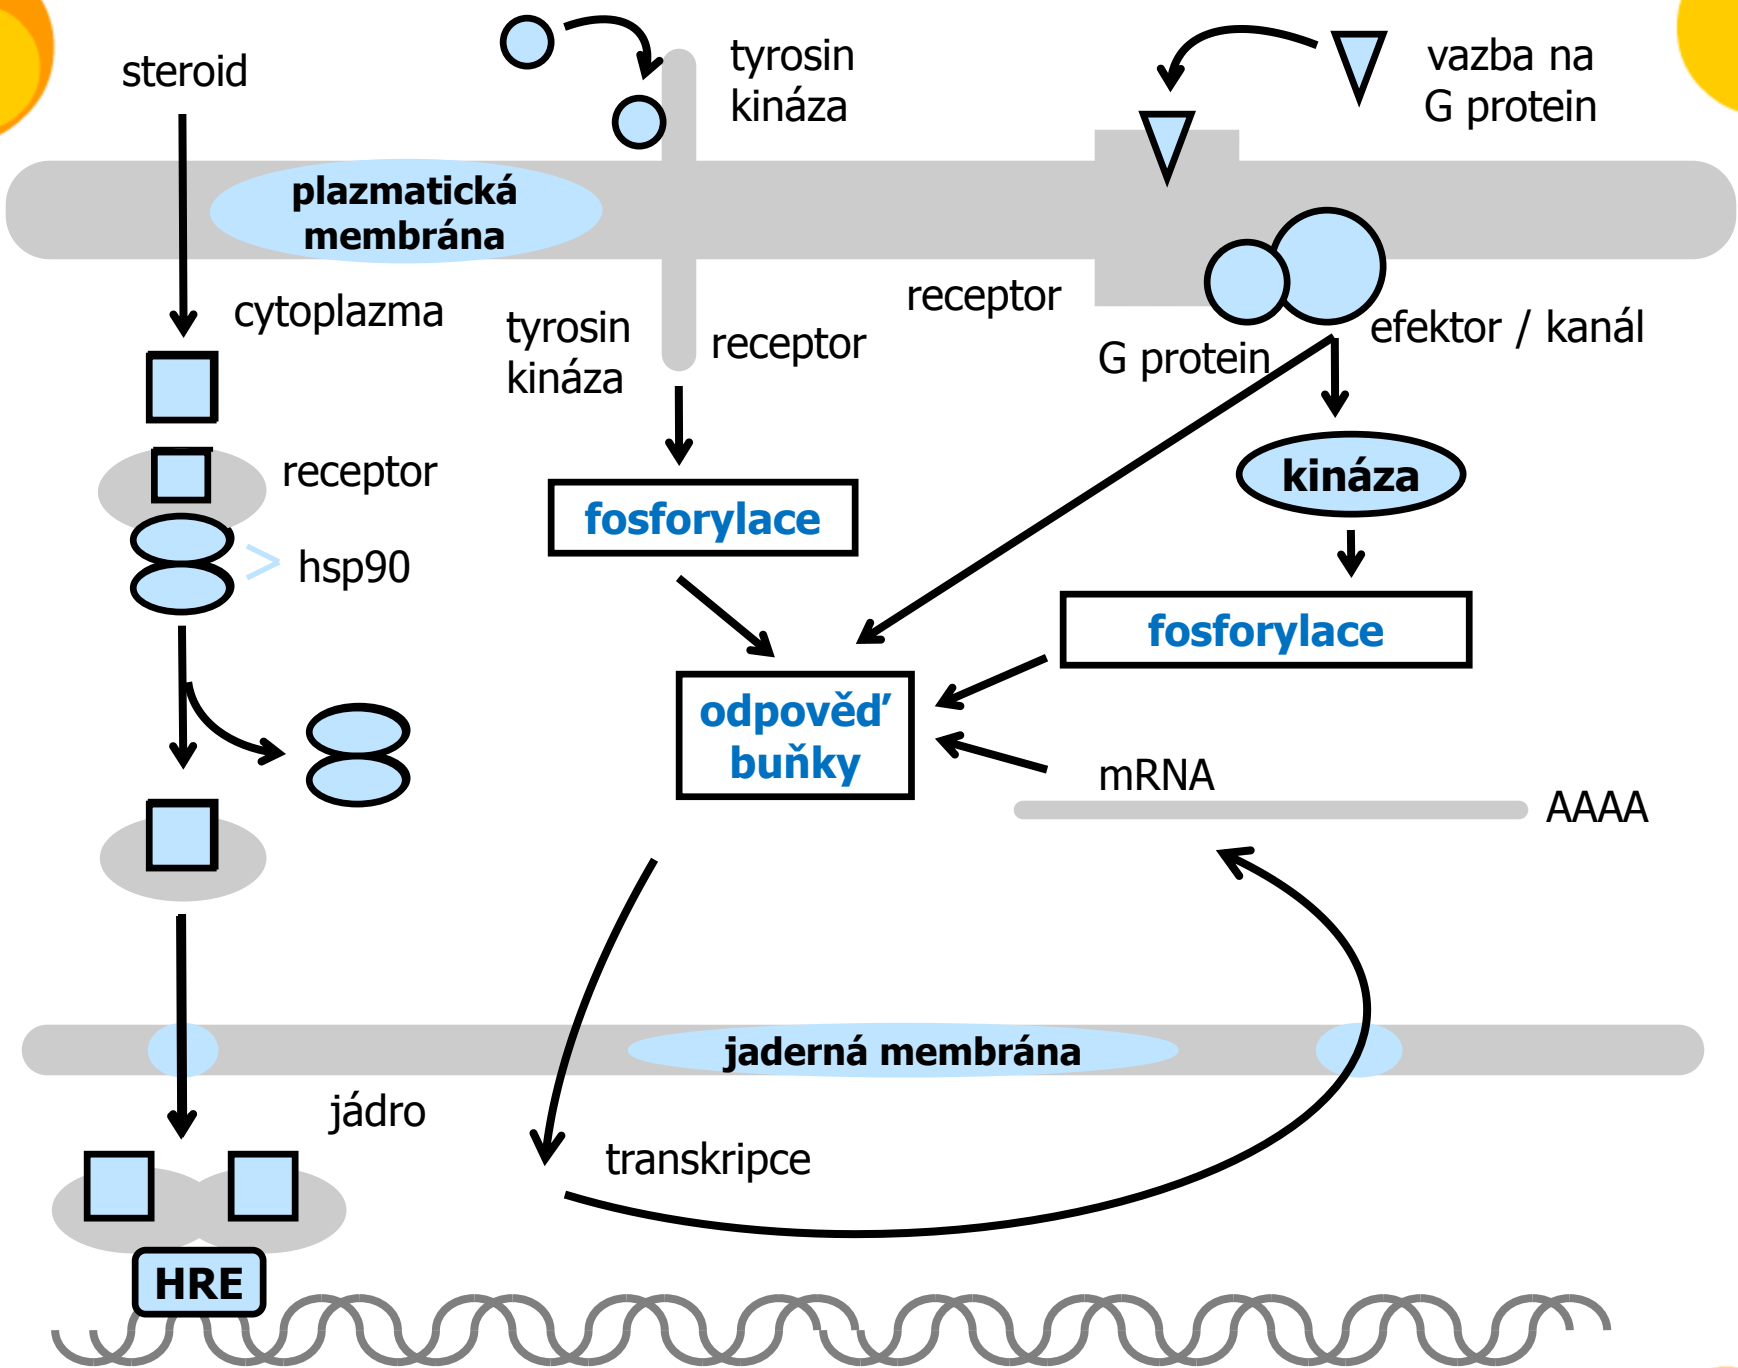 steroid
tyrosin
kináza
vazba na
G protein
plazmatická
membrána
cytoplazma
tyrosin
kináza
receptor
receptor
G protein
efektor / kanál
receptor
hsp90
fosforylace
kináza
fosforylace
odpověď
buňky
mRNA
AAAA
jaderná membrána
jádro
transkripce
HRE